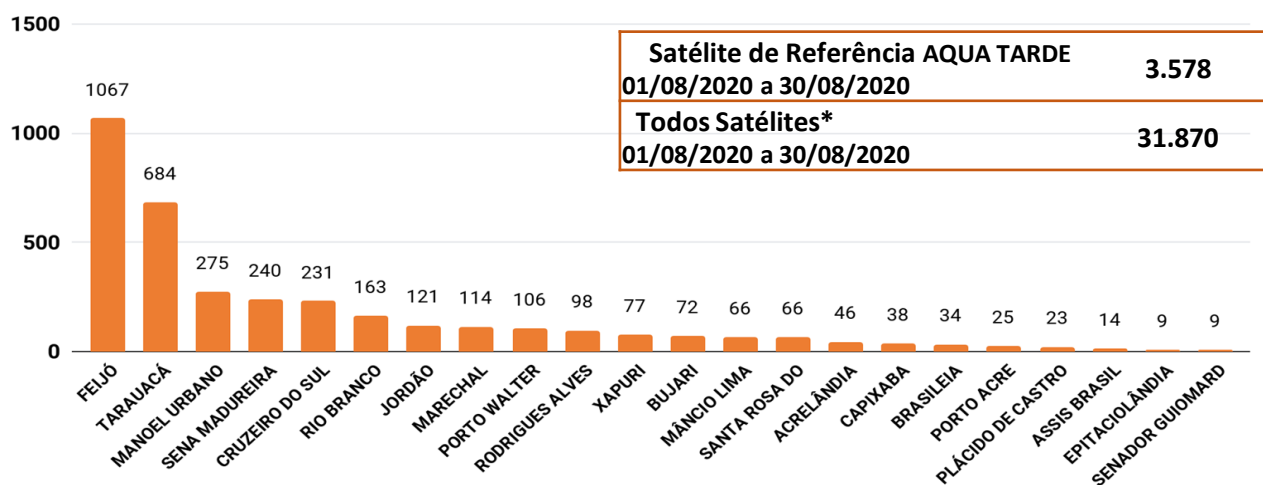 1500
Satélite de Referência AQUA TARDE
01/08/2020 a 30/08/2020
3.578
Todos Satélites*
01/08/2020 a 30/08/2020
31.870
1000
500
0
1067
684
275
240
231
163
121
114
106
98
77
72
66
66
46
38
34
25
23
14
9
9
FEIJÓ
TARAUACÁ
MANOEL URBANO
SENA MADUREIRA
CRUZEIRO DO SUL
RIO BRANCO
JORDÃO
MARECHAL
PORTO WALTER
RODRIGUES ALVES
XAPURI
BUJARI
MÂNCIO LIMA
SANTA ROSA DO
ACRELÂNDIA
CAPIXABA
BRASILEIA
PORTO ACRE
PLÁCIDO DE CASTRO
ASSIS BRASIL
EPITACIOLÂNDIA
SENADOR GUIOMARD